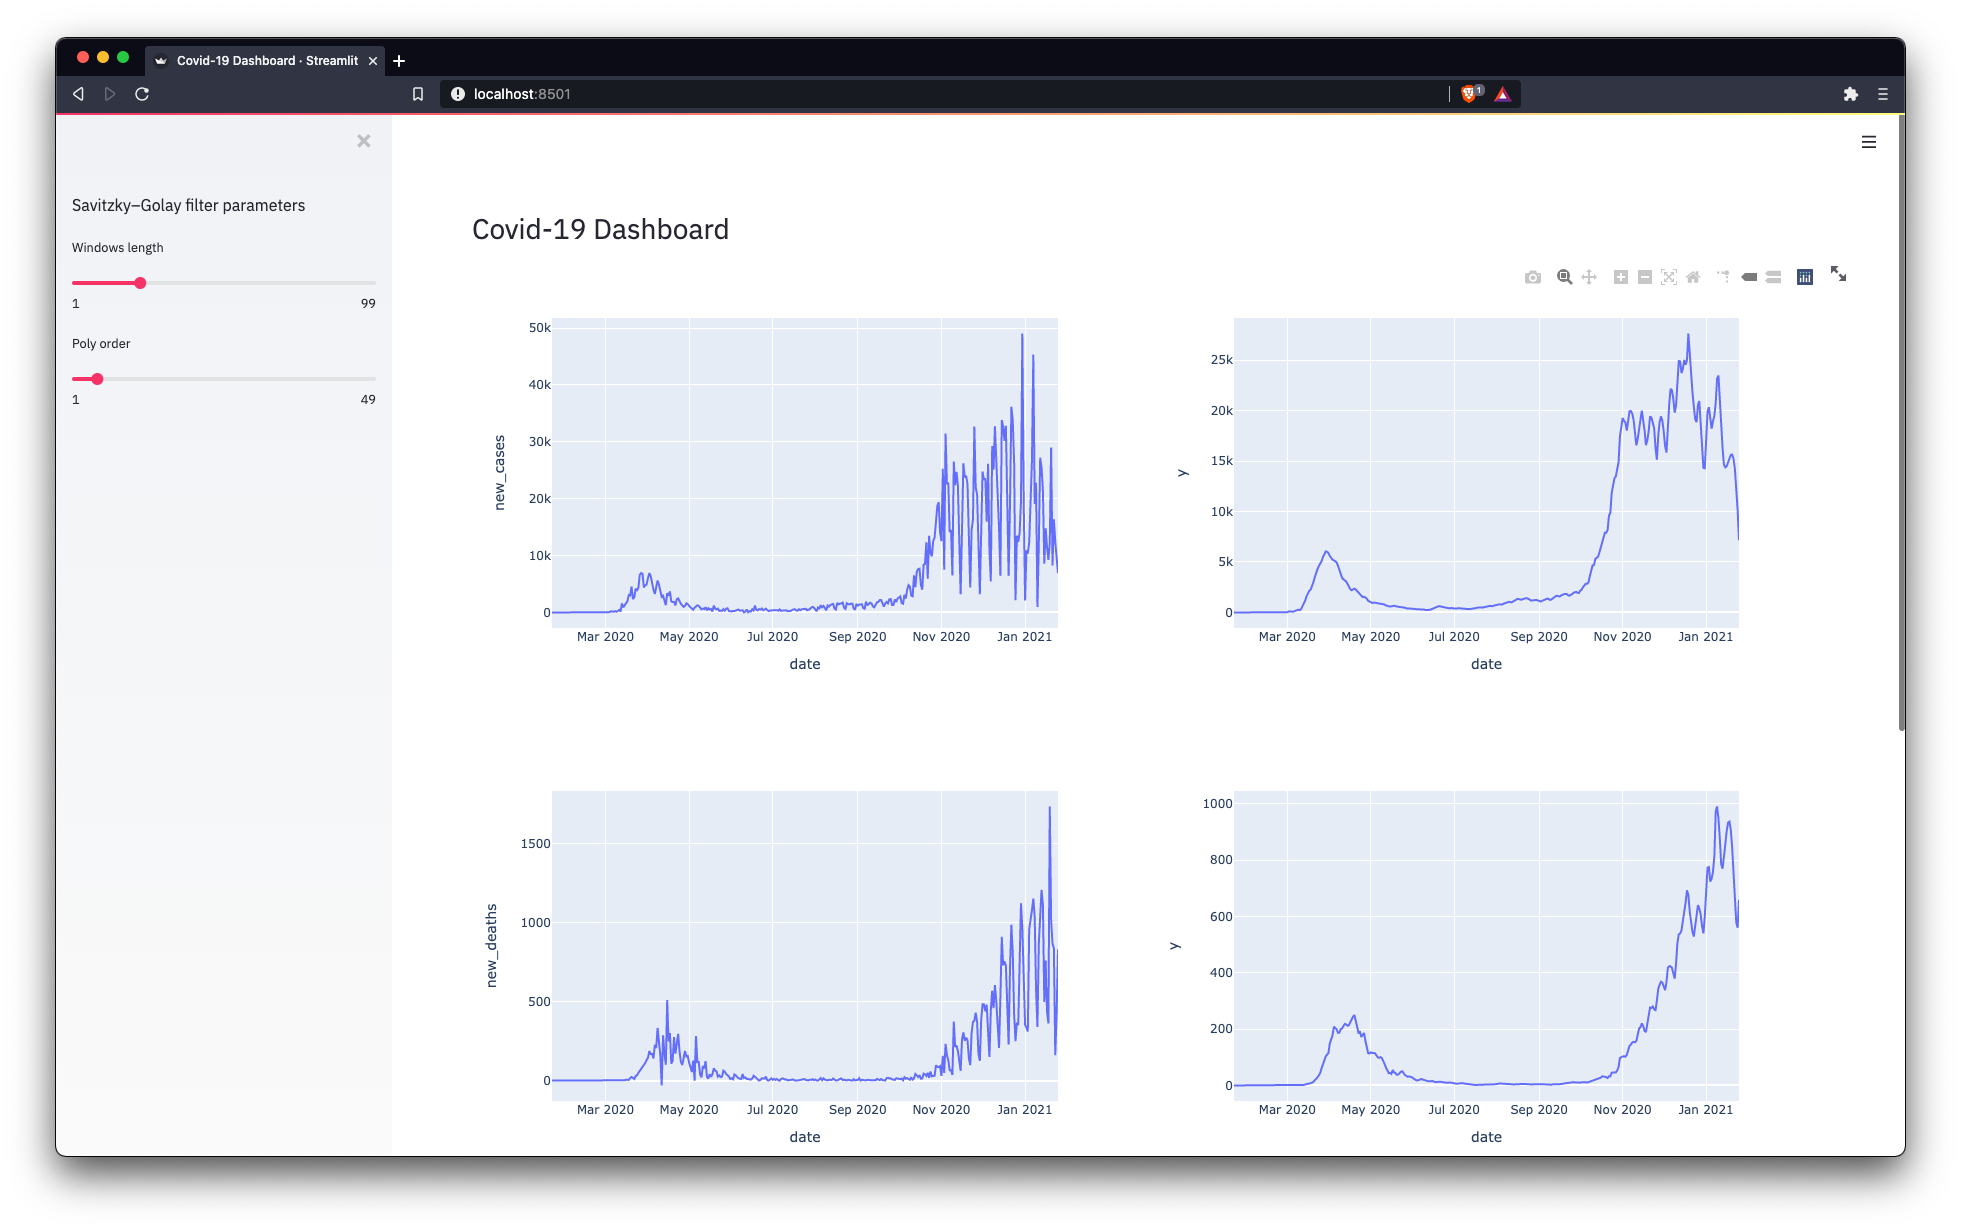 Covid-19 Dashboard · Streamlit
localhost:8501
1
Savitzky–Golay filter parameters
Windows length
1 99
Poly order
1 49
Covid-19 Dashboard
50k
40k
30k
20k
10k
0
new_cases
Mar 2020 May 2020 Jul 2020 Sep 2020 Nov 2020 Jan 2021
date
25k
20k
15k
10k
5k
0
y
Mar 2020 May 2020 Jul 2020 Sep 2020 Nov 2020 Jan 2021
date
1500
1000
500
0
new_deaths
Mar 2020 May 2020 Jul 2020 Sep 2020 Nov 2020 Jan 2021
date
1000
800
600
400
200
0
y
Mar 2020 May 2020 Jul 2020 Sep 2020 Nov 2020 Jan 2021
date